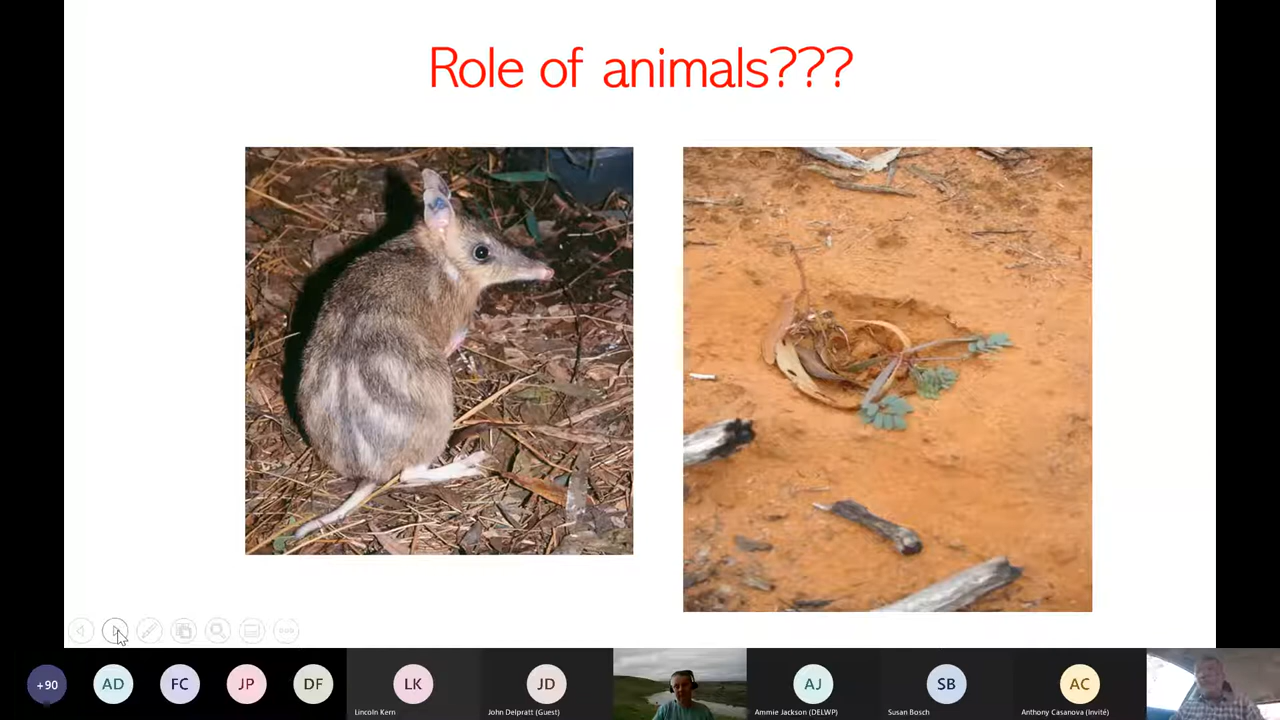 Role of animals???
+90
AD
FC
JP
DF
LK
Lincoln Kern
JD
John Delpratt (Guest)
AJ
Ammie Jackson (DELWP)
SB
Susan Bosch
AC
Anthony Casanova (Invité)